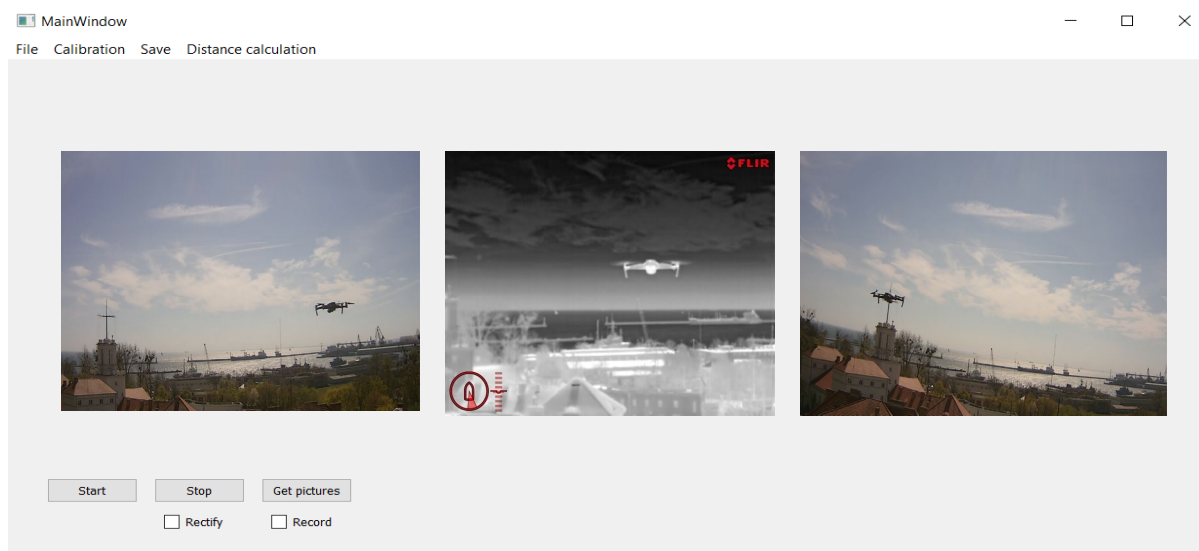 MainWindow
File Calibration Save Distance calculation
FLIR
Start Stop Get pictures
Rectify Record